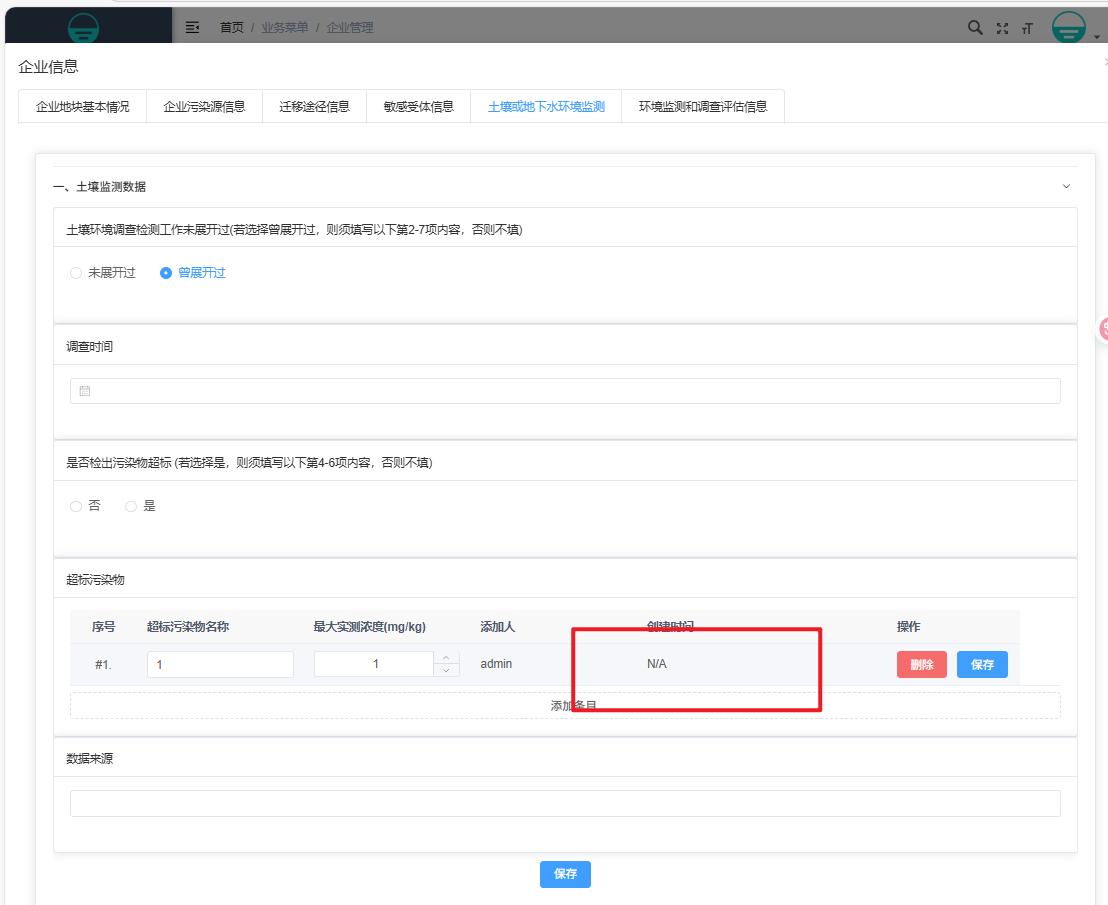 首页 / 业务菜单 / 企业管理
企业信息
企业地块基本情况 企业污染源信息 迁移途径信息 敏感受体信息 土壤或地下水环境监测 环境监测和调查评估信息
一、土壤监测数据
土壤环境调查检测工作未展开过(若选择曾展开过，则须填写以下第2-7项内容，否则不填)
未展开过 曾展开过
调查时间
是否检出污染物超标 (若选择是，则须填写以下第4-6项内容，否则不填)
否 是
超标污染物
序号 超标污染物名称 最大实测浓度(mg/kg) 添加人 创建时间 操作
#1. 1 1 admin N/A 删除 保存
添加条目
数据来源
保存